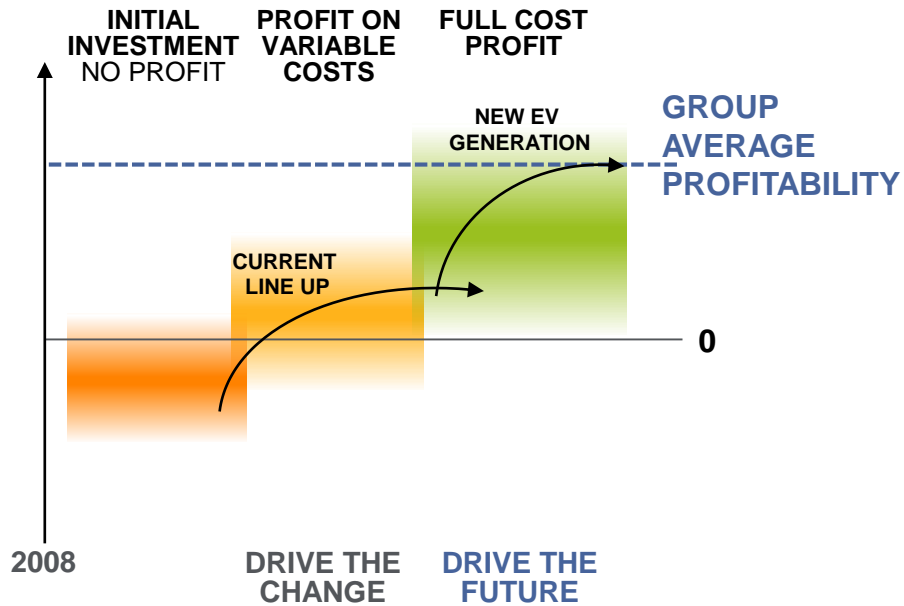 INITIAL
INVESTMENT
NO PROFIT
PROFIT ON
VARIABLE
COSTS
FULL COST
PROFIT
NEW EV
GENERATION
GROUP
AVERAGE
PROFITABILITY
CURRENT
LINE UP
0
2008
DRIVE THE
CHANGE
DRIVE THE
FUTURE